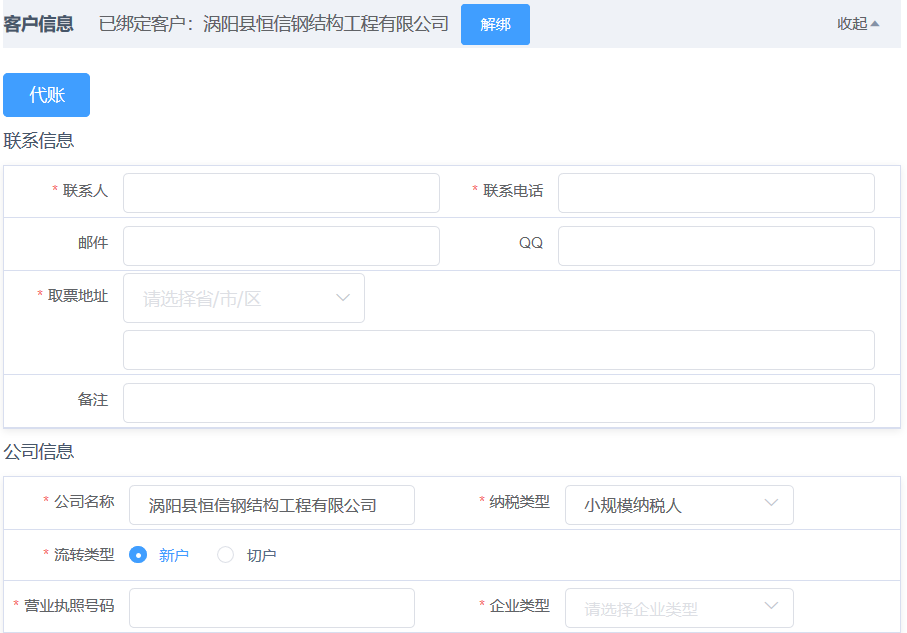 客户信息 已绑定客户：涡阳县恒信钢结构工程有限公司 解绑 收起
代账
联系信息
* 联系人 * 联系电话
邮件 QQ
* 取票地址 请选择省/市/区
备注
公司信息
* 公司名称 涡阳县恒信钢结构工程有限公司 * 纳税类型 小规模纳税人
* 流转类型 新户 切户
* 营业执照号码 * 企业类型 请选择企业类型